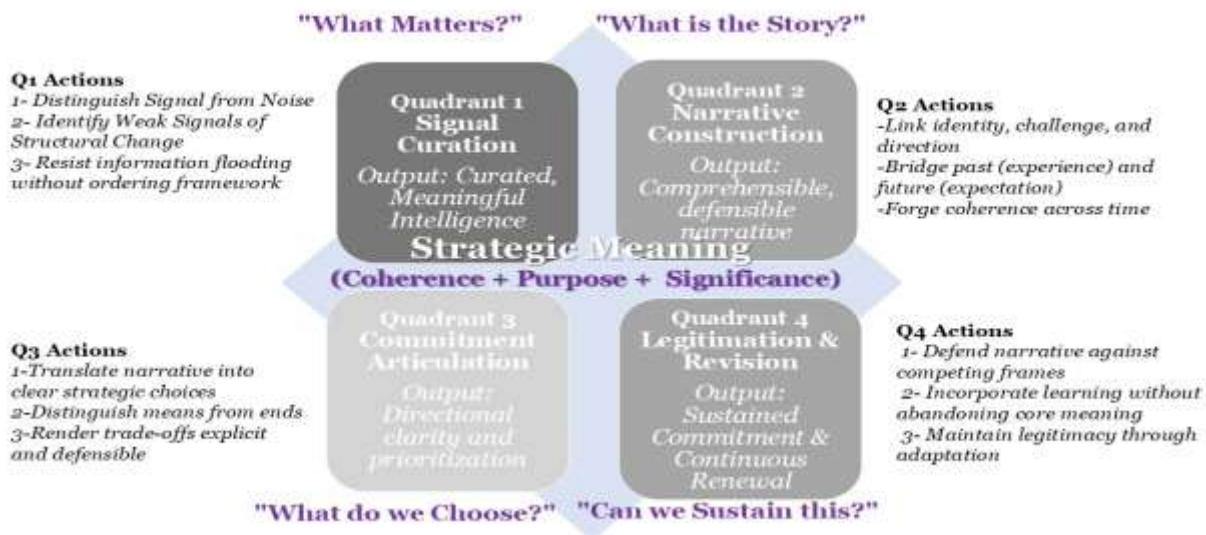 "What Matters?"
"What is the Story?"
Q1 Actions
1- Distinguish Signal from Noise
2- Identify Weak Signals of
Structural Change
3- Resist information flooding
without ordering framework
Quadrant 1
Signal
Curation
Output: Curated,
Meaningful
Intelligence
Quadrant 2
Narrative
Construction
Output:
Comprehensible,
defensible
narrative
Q2 Actions
-Link identity, challenge, and
direction
-Bridge past (experience) and
future (expectation)
-Forge coherence across time
Strategic Meaning
(Coherence + Purpose + Significance)
Q3 Actions
1-Translate narrative into
clear strategic choices
2-Distinguish means from ends
3-Render trade-offs explicit
and defensible
Quadrant 3
Commitment
Articulation
Output:
Directional
clarity and
prioritization
Quadrant 4
Legitimation &
Revision
Output:
Sustained
Commitment &
Continuous
Renewal
Q4 Actions
1- Defend narrative against
competing frames
2- Incorporate learning without
abandoning core meaning
3- Maintain legitimacy through
adaptation
"What do we Choose?"
"Can we Sustain this?"